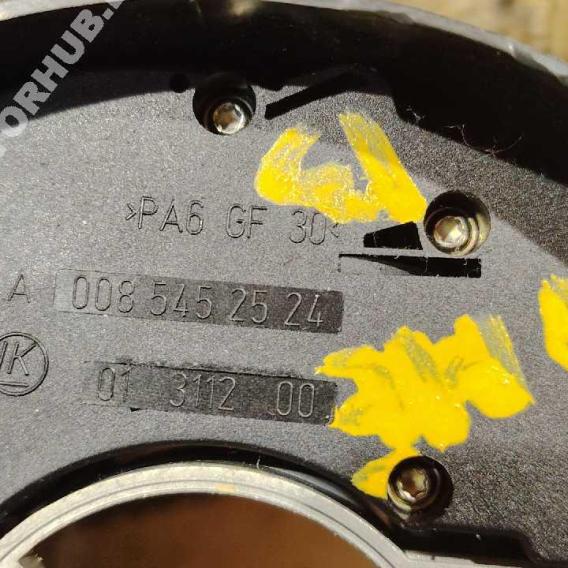 ORHUB.
>PA6 GF 30<
A 008 545 25 24
K
01 3112 00